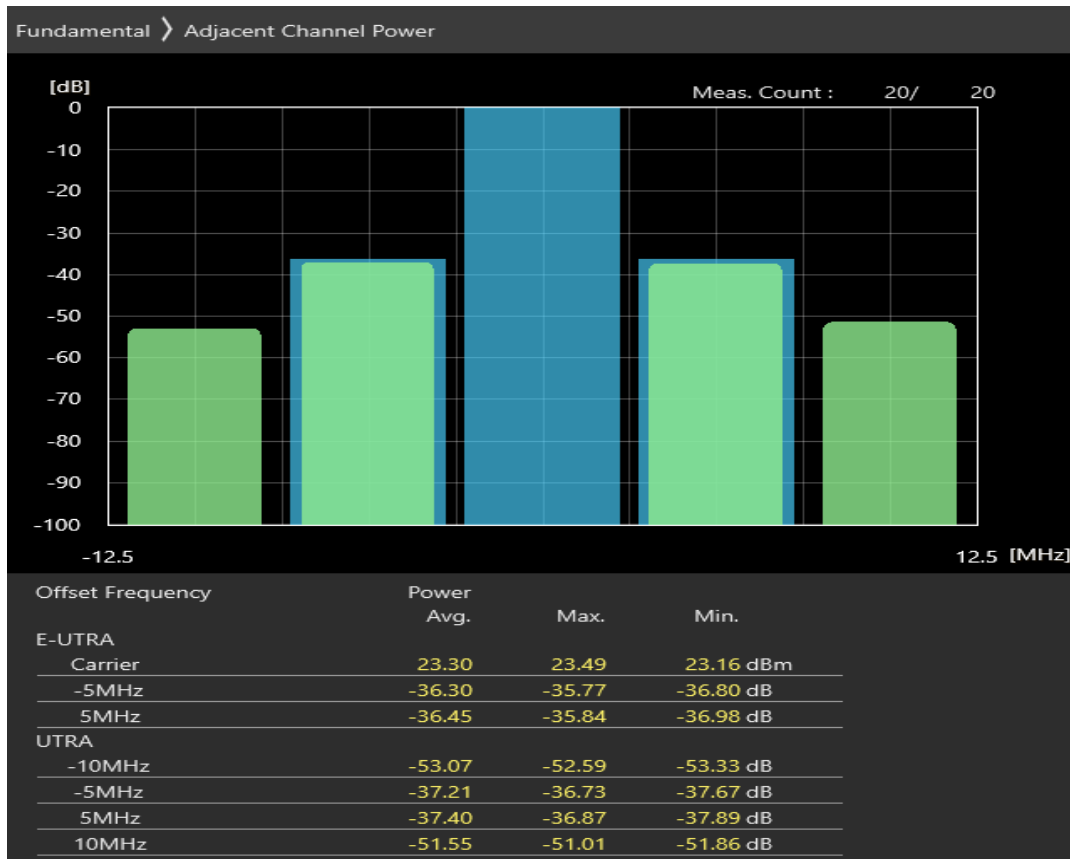 Fundamental 》 Adjacent Channel Power
[dB]
Meas. Count : 20/ 20
0
-10
-20
-30
-40
-50
-60
-70
-80
-90
-100
-12.5 12.5 [MHz]
Offset Frequency Power
Avg. Max. Min.
E-UTRA
Carrier 23.30 23.49 23.16 dBm
-5MHz -36.30 -35.77 -36.80 dB
5MHz -36.45 -35.84 -36.98 dB
UTRA
-10MHz -53.07 -52.59 -53.33 dB
-5MHz -37.21 -36.73 -37.67 dB
5MHz -37.40 -36.87 -37.89 dB
10MHz -51.55 -51.01 -51.86 dB